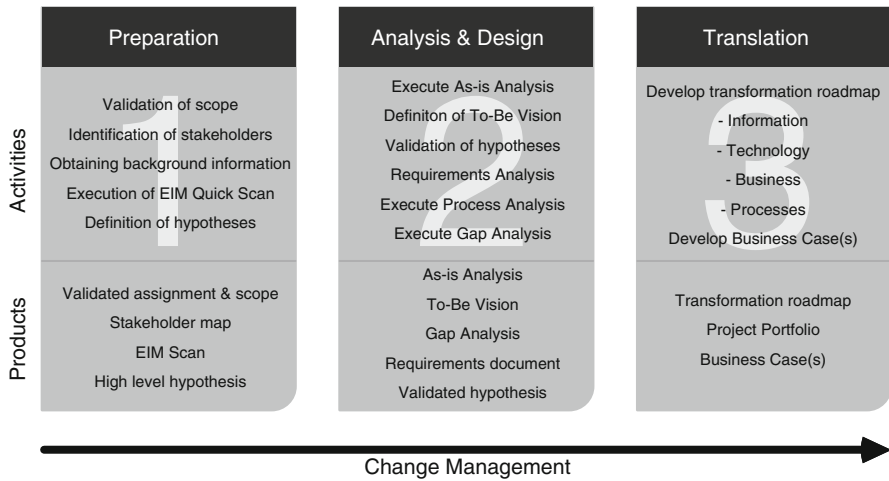 Preparation
Analysis & Design
Translation
Activities
1
Validation of scope
Identification of stakeholders
Obtaining background information
Execution of EIM Quick Scan
Definition of hypotheses
2
Execute As-is Analysis
Definiton of To-Be Vision
Validation of hypotheses
Requirements Analysis
Execute Process Analysis
Execute Gap Analysis
3
Develop transformation roadmap
- Information
- Technology
- Business
- Processes
Develop Business Case(s)
Products
Validated assignment & scope
Stakeholder map
EIM Scan
High level hypothesis
As-is Analysis
To-Be Vision
Gap Analysis
Requirements document
Validated hypothesis
Transformation roadmap
Project Portfolio
Business Case(s)
Change Management